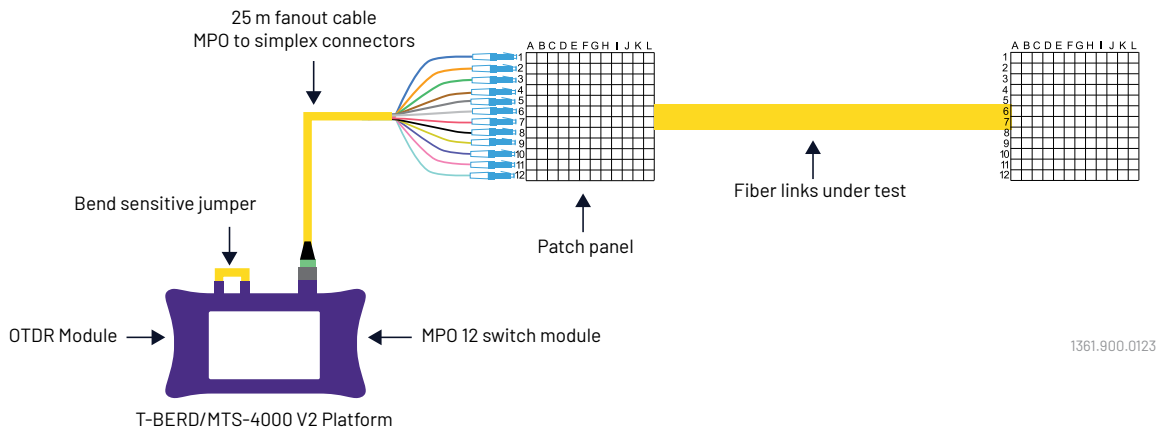 25 m fanout cable
MPO to simplex connectors
A B C D E F G H I J K L
1
2
3
4
5
6
7
8
9
10
11
12
A B C D E F G H I J K L
1
2
3
4
5
6
7
8
9
10
11
12
Fiber links under test
Patch panel
Bend sensitive jumper
OTDR Module
MPO 12 switch module
1361.900.0123
T-BERD/MTS-4000 V2 Platform